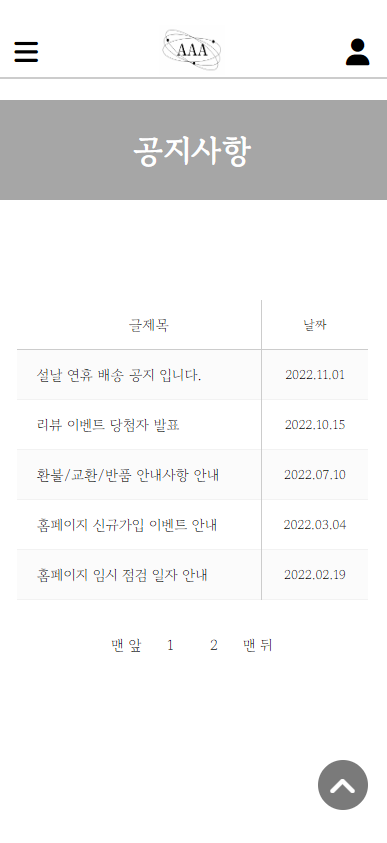 AAA
공지사항
글제목 날짜
설날 연휴 배송 공지 입니다. 2022.11.01
리뷰 이벤트 당첨자 발표 2022.10.15
환불/교환/반품 안내사항 안내 2022.07.10
홈페이지 신규가입 이벤트 안내 2022.03.04
홈페이지 임시 점검 일자 안내 2022.02.19
맨 앞 1 2 맨 뒤